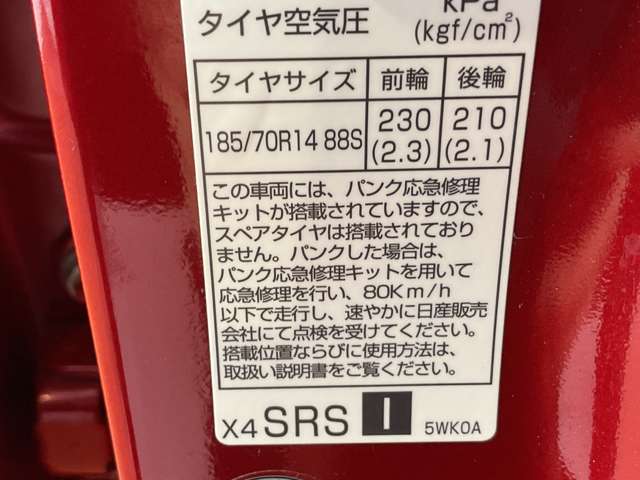 タイヤ空気圧 kPa
(kgf/cm²)
タイヤサイズ 前輪 後輪
185/70R14 88S 230 210
(2.3) (2.1)
この車両には、パンク応急修理
キットが搭載されていますので、
スペアタイヤは搭載されており
ません。パンクした場合は、
パンク応急修理キットを用いて
応急修理を行い、80Km/h
以下で走行し、速やかに日産販売
会社にて点検を受けてください。
搭載位置ならびに使用方法は、
取扱い説明書をご覧ください。
X4 SRS I 5WK0A